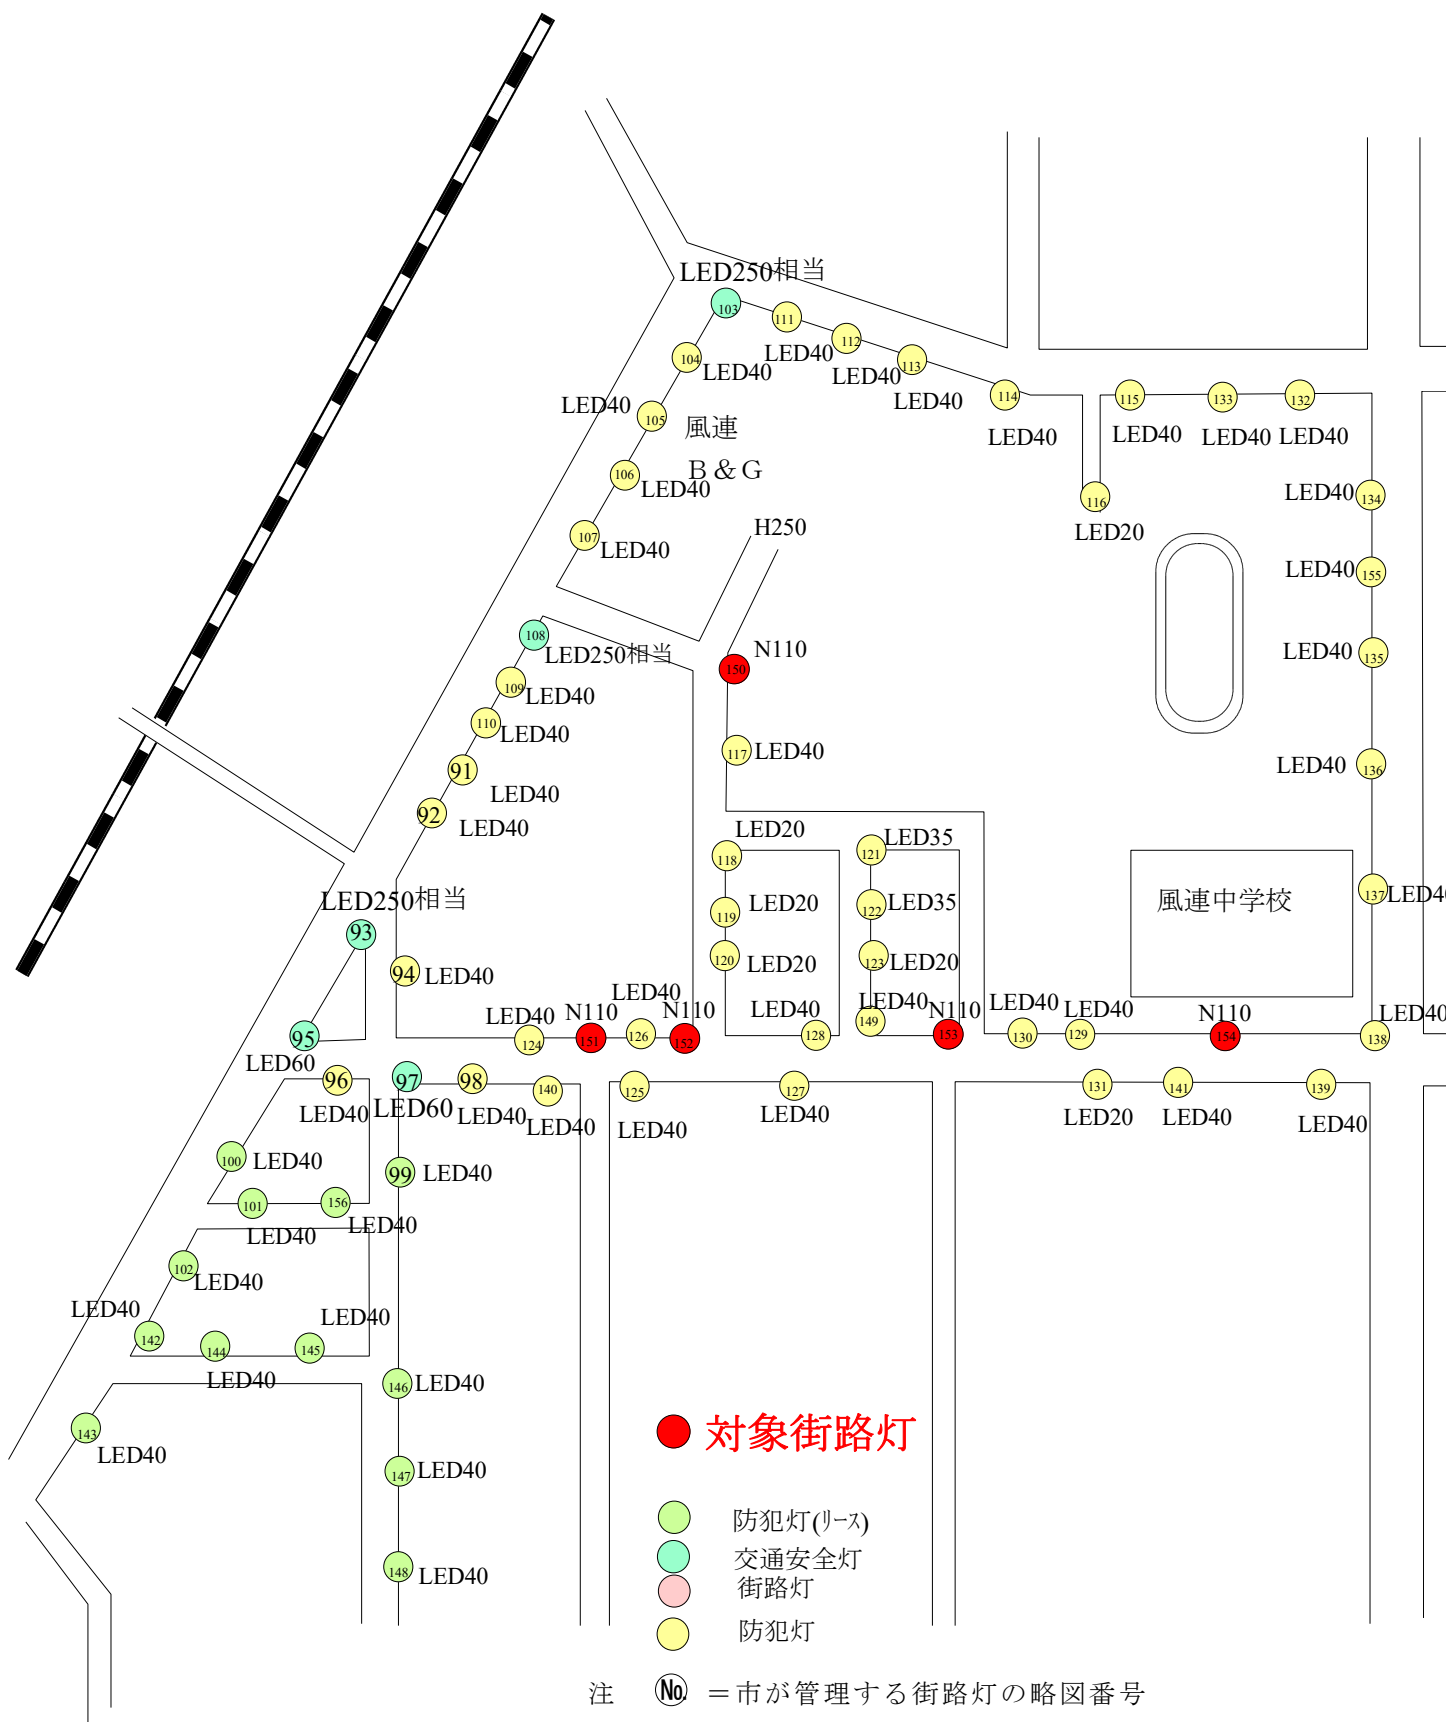 LED250相当
103
111
LED40
112
LED40
113
LED40
104
LED40
114
LED40
115
LED40
133
LED40
132
LED40
LED40
105
風連
B＆G
106
LED40
107
LED40
H250
116
LED20
LED40
134
LED40
155
LED40
135
LED40
136
108
LED250相当
150
N110
109
LED40
110
LED40
117
LED40
91
LED40
92
LED40
LED20
118
LED20
119
LED20
120
LED35
121
LED35
122
LED20
123
風連中学校
137
LED40
LED250相当
93
94
LED40
95
LED60
LED40
124
N110
151
LED40
126
N110
152
LED40
128
LED40
149
N110
153
LED40
130
LED40
129
N110
154
LED40
138
96
LED40
97
LED60
98
LED40
140
LED40
125
LED40
127
LED40
131
LED20
141
LED40
139
LED40
100
LED40
99
LED40
101
LED40
156
LED40
102
LED40
LED40
142
144
LED40
LED40
145
146
LED40
143
LED40
147
LED40
148
LED40
対象街路灯
防犯灯(リース)
交通安全灯
街路灯
防犯灯
注 No. ＝市が管理する街路灯の略図番号